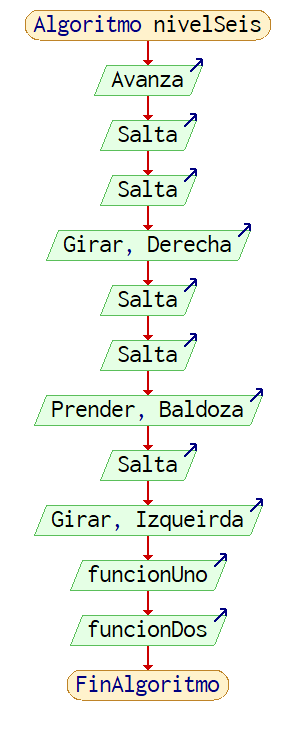 Algoritmo nivelSeis
Avanza
Salta
Salta
Girar, Derecha
Salta
Salta
Prender, Baldoza
Salta
Girar, Izqueirda
funcionUno
funcionDos
FinAlgoritmo